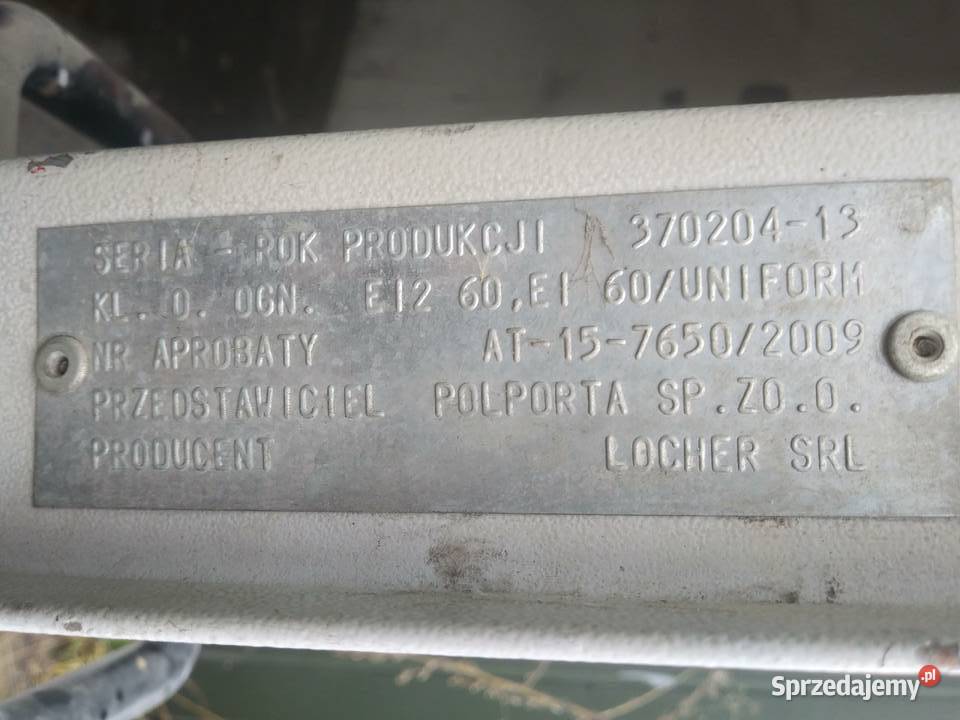 SERIA - ROK PRODUKCJI 370204-13
KL. O. OGN. EI2 60,EI 60/UNIFORM
NR APROBATY AT-15-7650/2009
PRZEDSTAWICIEL POLPORTA SP.ZO.O.
PRODUCENT LOCHER SRL
Sprzedajemy.pl